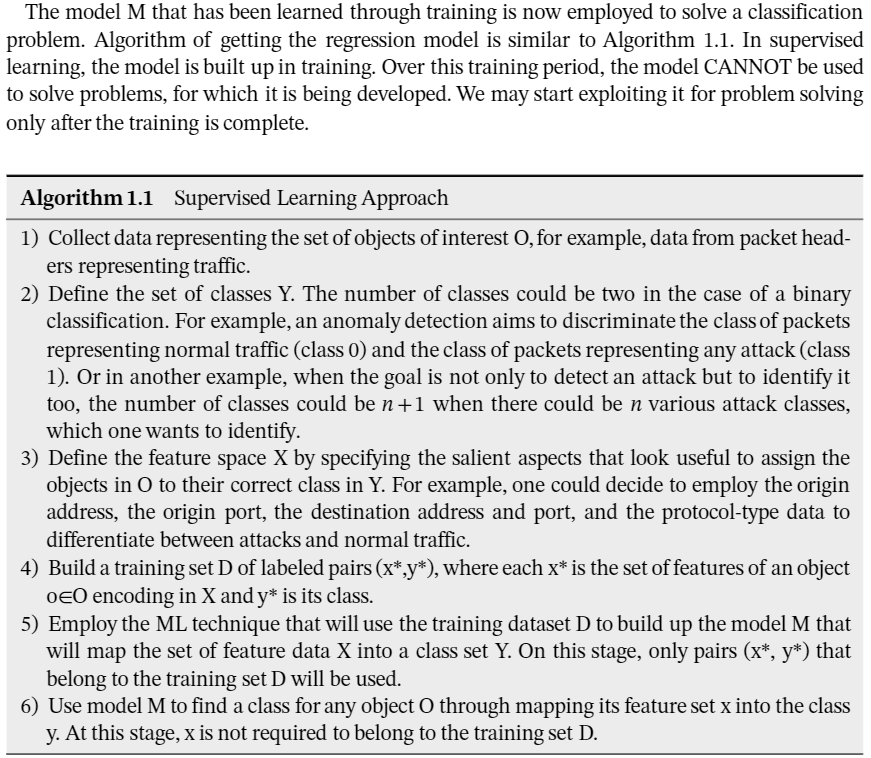 The model M that has been learned through training is now employed to solve a classification
problem. Algorithm of getting the regression model is similar to Algorithm 1.1. In supervised
learning, the model is built up in training. Over this training period, the model CANNOT be used
to solve problems, for which it is being developed. We may start exploiting it for problem solving
only after the training is complete.
Algorithm 1.1 Supervised Learning Approach
1) Collect data representing the set of objects of interest O, for example, data from packet head-
ers representing traffic.
2) Define the set of classes Y. The number of classes could be two in the case of a binary
classification. For example, an anomaly detection aims to discriminate the class of packets
representing normal traffic (class 0) and the class of packets representing any attack (class
1). Or in another example, when the goal is not only to detect an attack but to identify it
too, the number of classes could be n + 1 when there could be n various attack classes,
which one wants to identify.
3) Define the feature space X by specifying the salient aspects that look useful to assign the
objects in O to their correct class in Y. For example, one could decide to employ the origin
address, the origin port, the destination address and port, and the protocol-type data to
differentiate between attacks and normal traffic.
4) Build a training set D of labeled pairs (x*,y*), where each x* is the set of features of an object
o∈O encoding in X and y* is its class.
5) Employ the ML technique that will use the training dataset D to build up the model M that
will map the set of feature data X into a class set Y. On this stage, only pairs (x*, y*) that
belong to the training set D will be used.
6) Use model M to find a class for any object O through mapping its feature set x into the class
y. At this stage, x is not required to belong to the training set D.